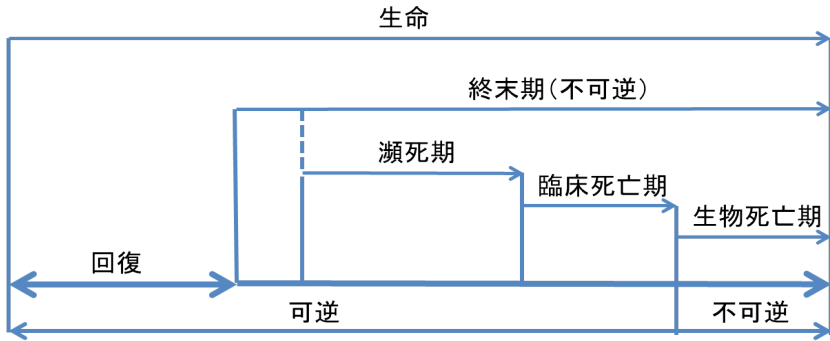 生命
終末期（不可逆）
瀕死期
臨床死亡期
生物死亡期
回復
可逆
不可逆